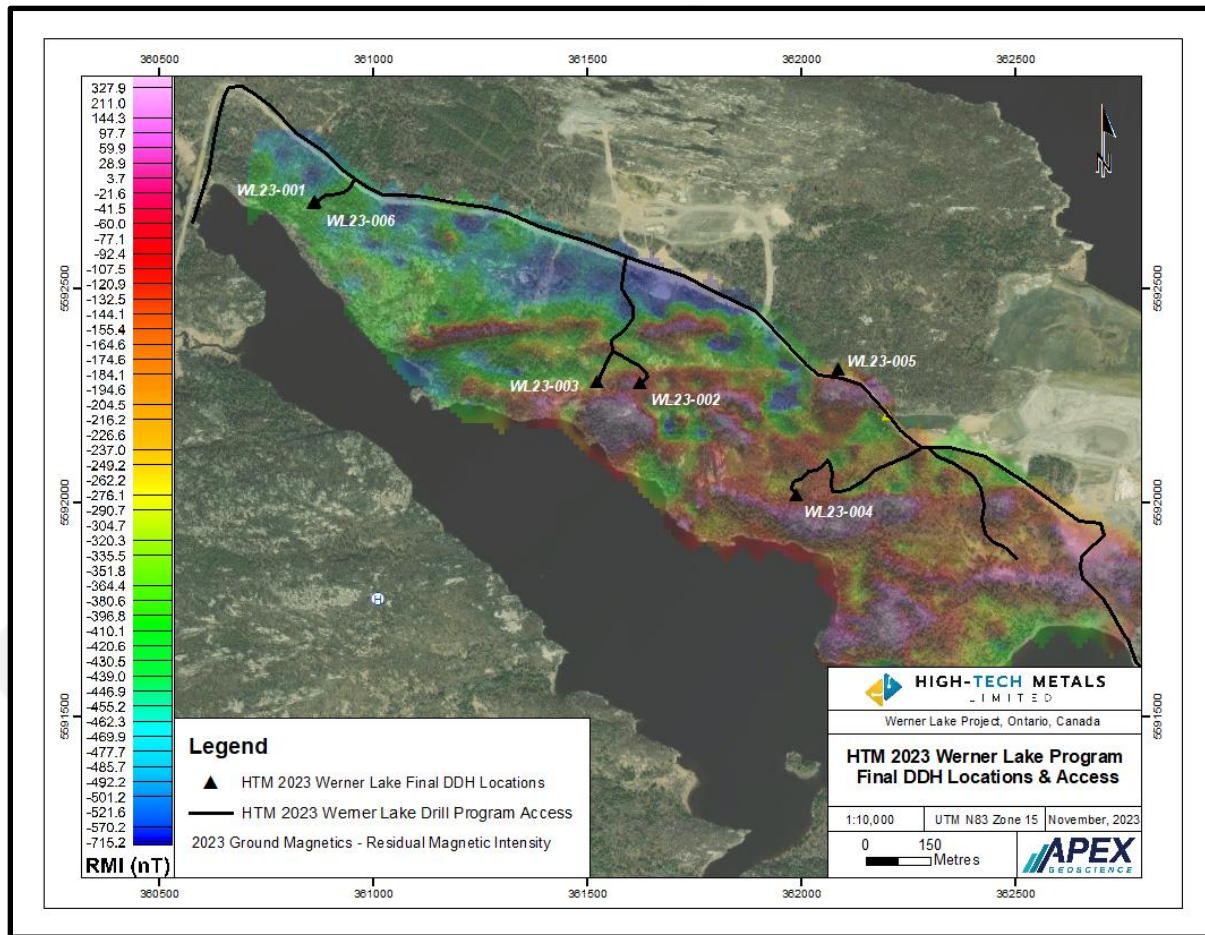 360500
361000
361500
362000
362500
327.9
211.0
144.3
97.7
59.9
28.9
3.7
-21.6
-41.5
-60.0
-77.1
-92.4
-107.5
-120.9
-132.5
-144.1
-155.4
-164.6
-174.6
-184.1
-194.6
-204.5
-216.2
-226.0
-237.0
-249.2
-276.1
-290.7
-304.7
-320.3
-335.5
-351.8
-364.4
-380.6
-396.8
-410.1
-420.6
-430.5
-439.0
-446.9
-455.2
-462.3
-469.9
-477.7
-485.7
-492.2
-501.2
-521.6
-570.2
-715.2
RMI (nT)
N
WL23-001
WL23-006
WL23-005
WL23-003
WL23-002
WL23-004
H
5592500
5592000
5591500
5592500
5592000
5591500
Legend
HTM 2023 Werner Lake Final DDH Locations
HTM 2023 Werner Lake Drill Program Access
2023 Ground Magnetics - Residual Magnetic Intensity
HIGH-TECH METALS
LIMITED
Werner Lake Project, Ontario, Canada
HTM 2023 Werner Lake Program
Final DDH Locations & Access
1:10,000
UTM N83 Zone 15
November, 2023
0 150
Metres
APEX
GEOSCIENCE
360500
361000
361500
362000
362500